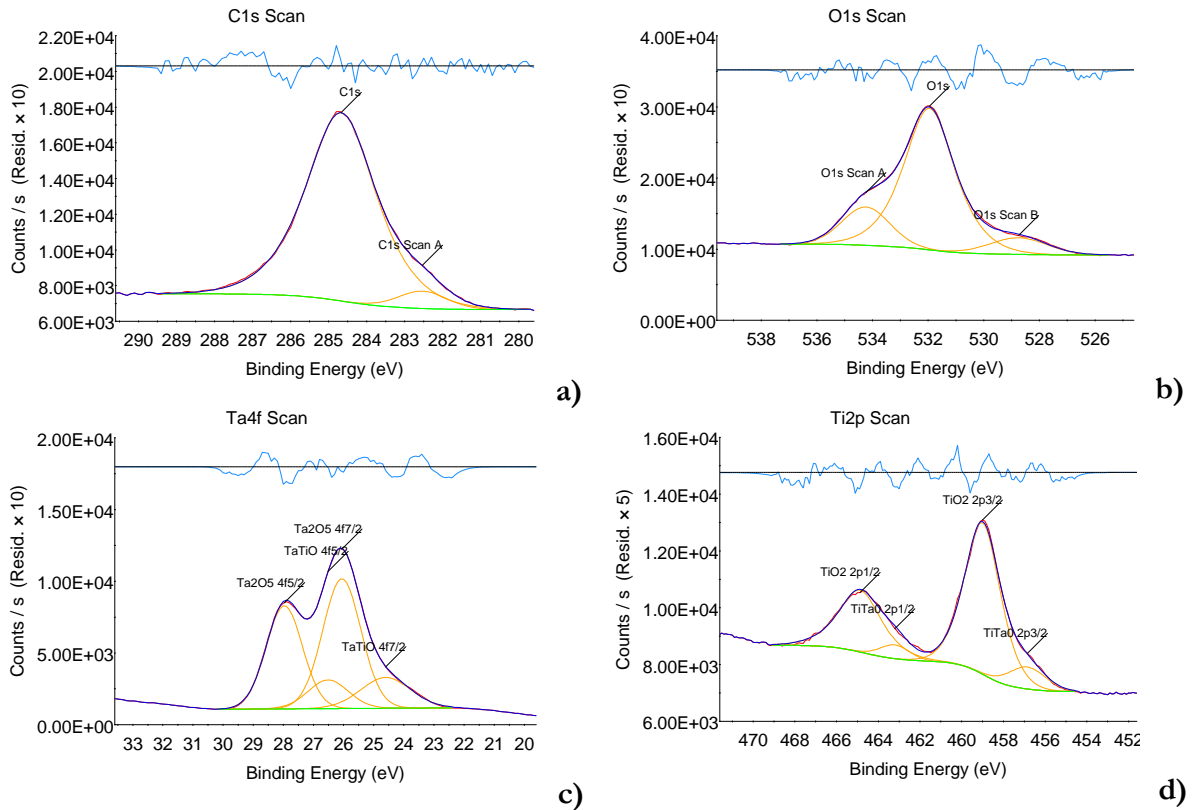 C1s Scan
2.20E+04
2.00E+04
1.80E+04
1.60E+04
1.40E+04
1.20E+04
1.00E+04
8.00E+03
6.00E+03
Counts / s (Resid. × 10)
C1s
C1s Scan A
290 289 288 287 286 285 284 283 282 281 280
Binding Energy (eV)
a)
O1s Scan
4.00E+04
3.00E+04
2.00E+04
1.00E+04
0.00E+00
Counts / s (Resid. × 10)
O1s
O1s Scan A
O1s Scan B
538 536 534 532 530 528 526
Binding Energy (eV)
b)
Ta4f Scan
2.00E+04
1.00E+04
5.00E+03
0.00E+00
Counts / s (Resid. × 10)
Ta2O5 4f7/2
TaTiO 4f5/2
Ta2O5 4f5/2
TaTiO 4f7/2
33 32 31 30 29 28 27 26 25 24 23 22 21 20
Binding Energy (eV)
c)
Ti2p Scan
1.60E+04
1.40E+04
1.20E+04
1.00E+04
8.00E+03
6.00E+03
Counts / s (Resid. × 5)
TiO2 2p3/2
TiO2 2p1/2
TiTa0 2p1/2
TiTa0 2p3/2
470 468 466 464 462 460 458 456 454 452
Binding Energy (eV)
d)